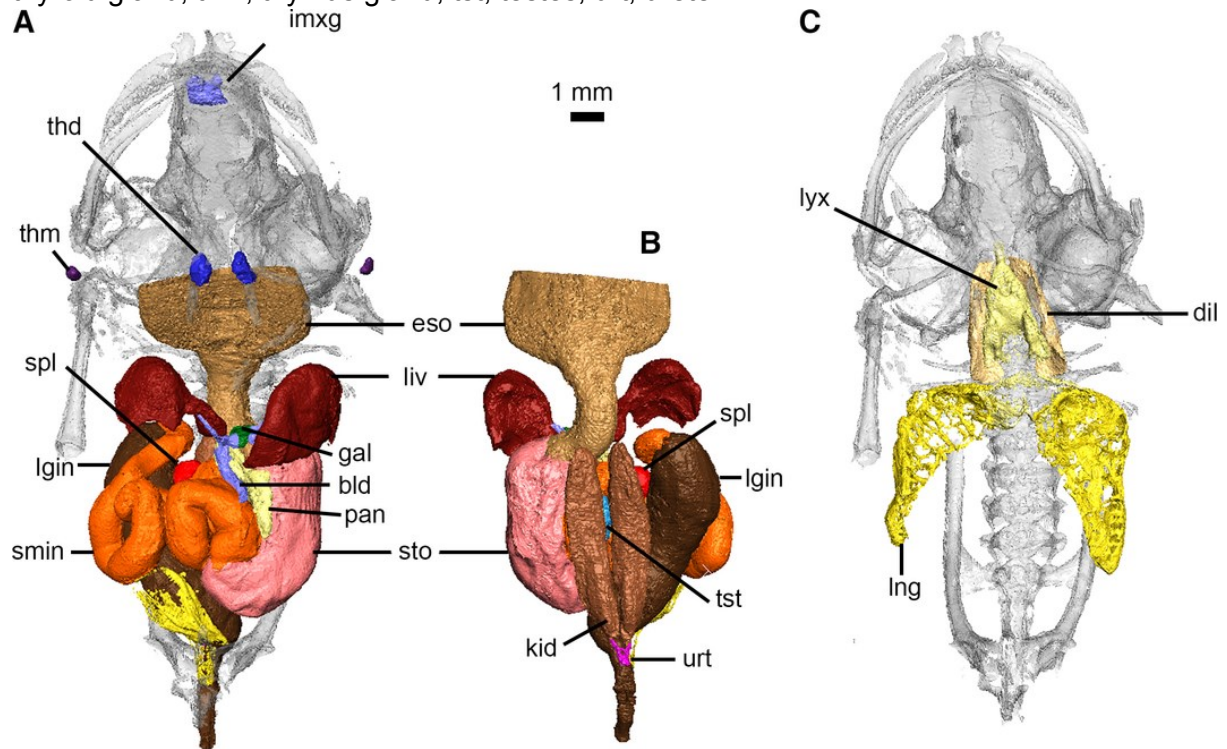 A
imxg
C
1 mm
thd
lyx
thm
B
eso
dil
spl
liv
spl
gal
lgin
lgin
bld
pan
smin
sto
lng
tst
kid
urt